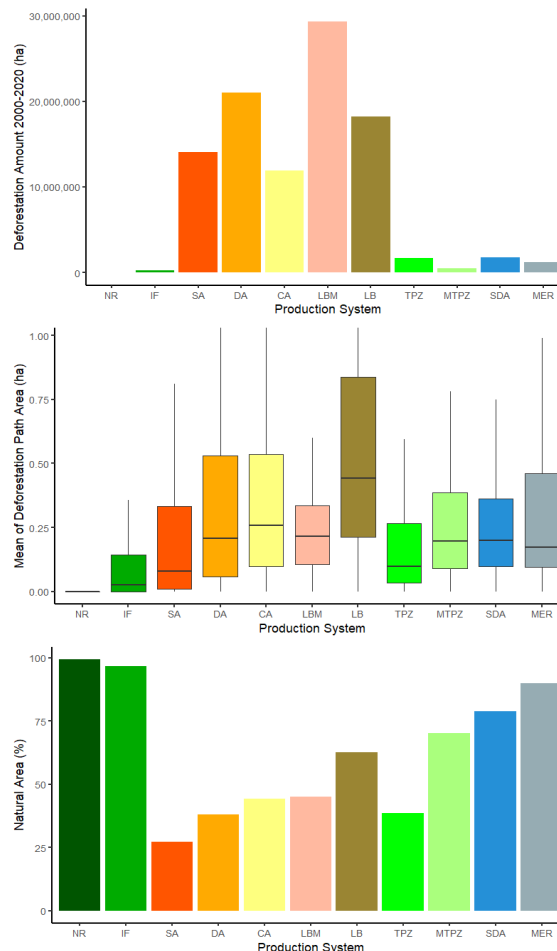 Deforestation Amount 2000-2020 (ha)
30,000,000
20,000,000
10,000,000
0
NR IF SA DA CA LBM LB TPZ MTPZ SDA MER
Production System
Mean of Deforestation Path Area (ha)
1.00
0.75
0.50
0.25
0.00
NR IF SA DA CA LBM LB TPZ MTPZ SDA MER
Production System
Natural Area (%)
100
75
50
25
0
NR IF SA DA CA LBM LB TPZ MTPZ SDA MER
Production System